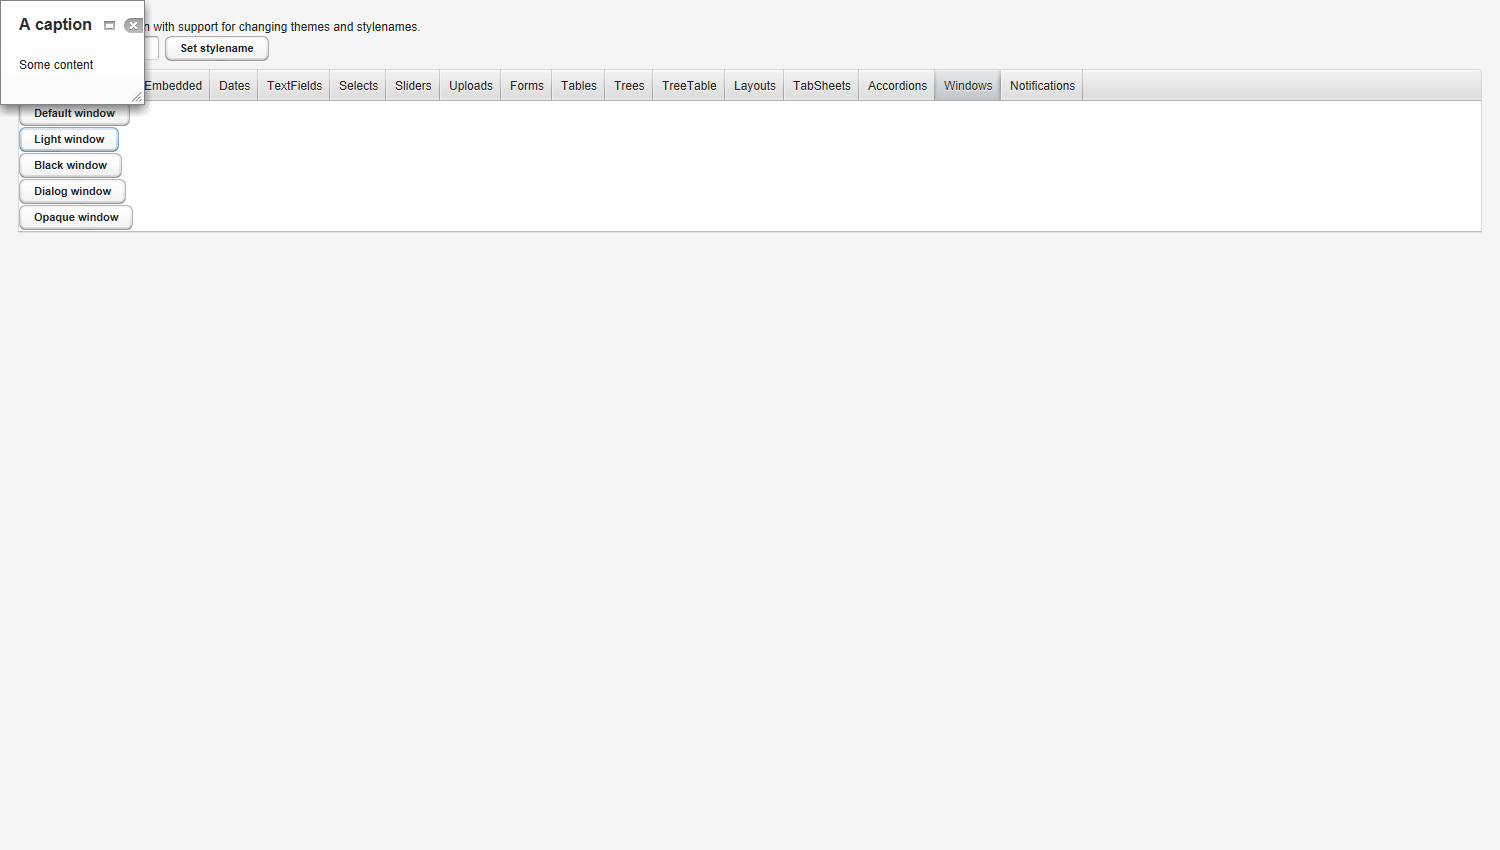 A caption
Some content
with support for changing themes and stylenames.
Set stylename
Embedded Dates TextFields Selects Sliders Uploads Forms Tables Trees TreeTable Layouts TabSheets Accordions Windows Notifications
Default window
Light window
Black window
Dialog window
Opaque window